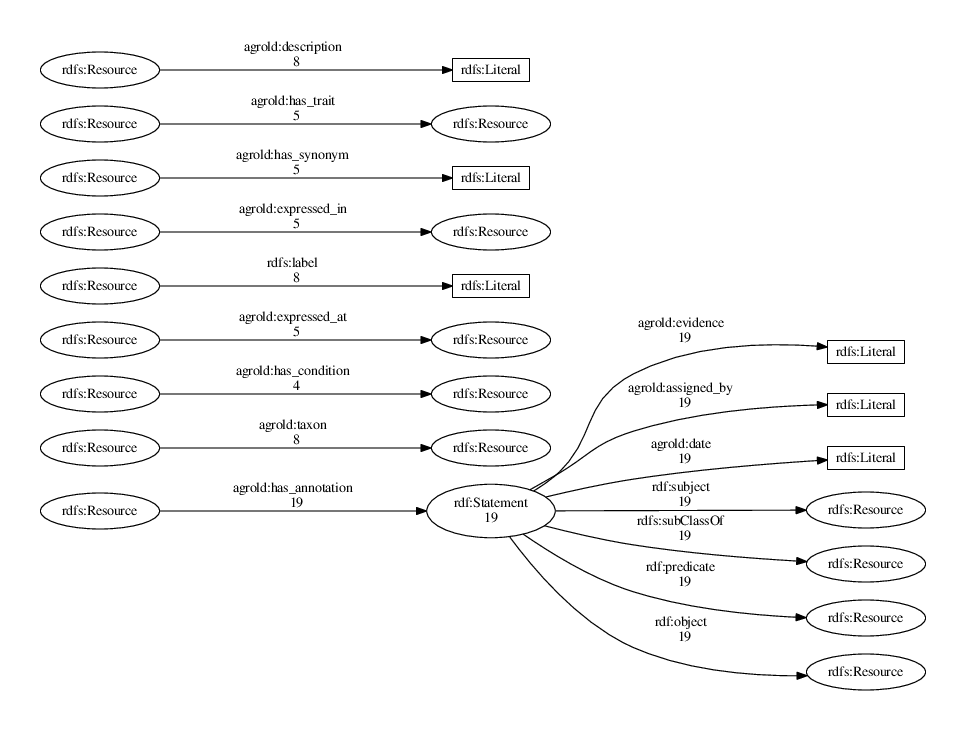 agrold:description
8
rdfs:Resource
rdfs:Literal
agrold:has_trait
5
rdfs:Resource
rdfs:Resource
agrold:has_synonym
5
rdfs:Resource
rdfs:Literal
agrold:expressed_in
5
rdfs:Resource
rdfs:Resource
rdfs:label
8
rdfs:Resource
rdfs:Literal
agrold:expressed_at
5
rdfs:Resource
rdfs:Resource
agrold:has_condition
4
rdfs:Resource
rdfs:Resource
agrold:taxon
8
rdfs:Resource
rdfs:Resource
agrold:has_annotation
19
rdfs:Resource
rdf:Statement
19
agrold:evidence
19
rdfs:Literal
agrold:assigned_by
19
rdfs:Literal
agrold:date
19
rdfs:Literal
rdf:subject
19
rdfs:Resource
rdfs:subClassOf
19
rdfs:Resource
rdf:predicate
19
rdfs:Resource
rdf:object
19
rdfs:Resource